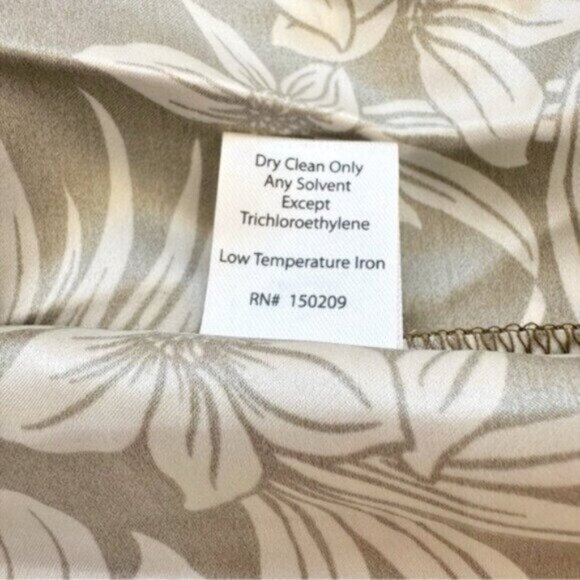 Dry Clean Only
Any Solvent
Except
Trichloroethylene
Low Temperature Iron
RN# 150209